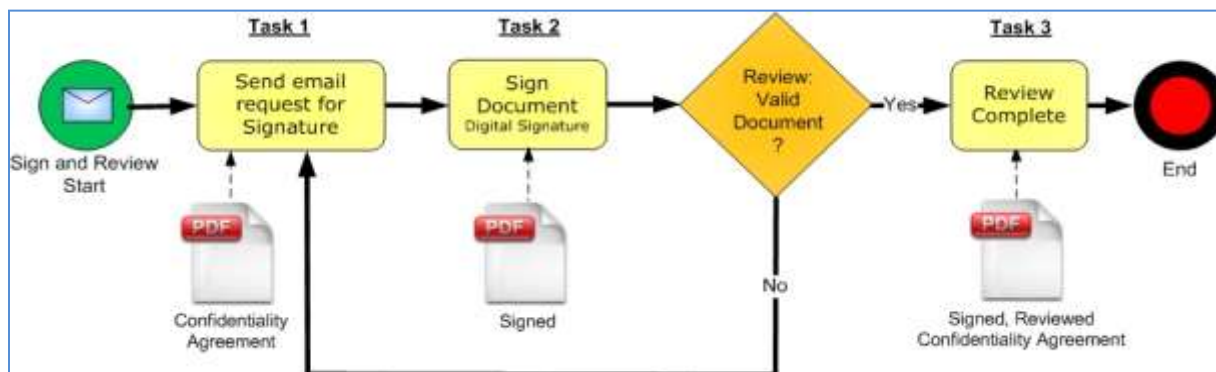 Task 1
Task 2
Task 3
Send email
request for
Signature
Sign
Document
Digital Signature
Review:
Valid
Document
?
Yes
Review
Complete
Sign and Review
Start
End
PDF
PDF
PDF
No
Confidentiality
Agreement
Signed
Signed, Reviewed
Confidentiality Agreement